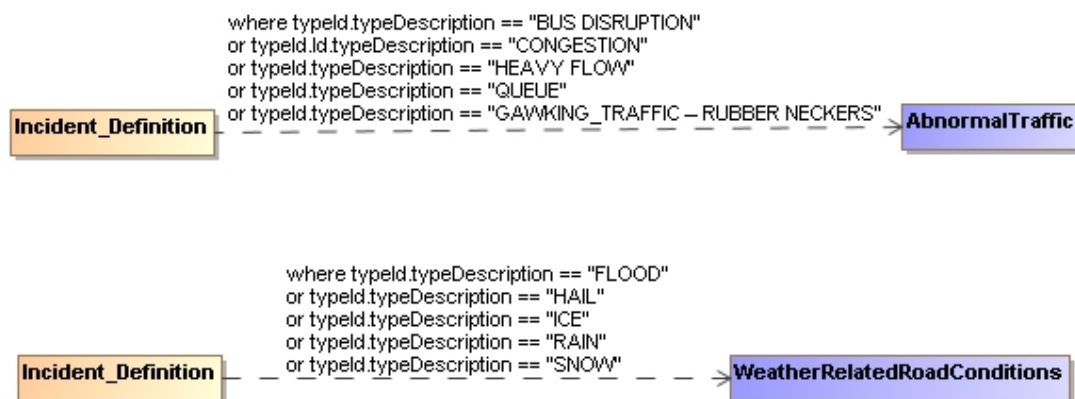 where typeId.typeDescription == "BUS DISRUPTION"
or typeId.Id.typeDescription == "CONGESTION"
or typeId.typeDescription == "HEAVY FLOW"
or typeId.typeDescription == "QUEUE"
or typeId.typeDescription == "GAWKING_TRAFFIC – RUBBER NECKERS"
Incident_Definition
AbnormalTraffic
where typeId.typeDescription == "FLOOD"
or typeId.typeDescription == "HAIL"
or typeId.typeDescription == "ICE"
or typeId.typeDescription == "RAIN"
or typeId.typeDescription == "SNOW"
Incident_Definition
WeatherRelatedRoadConditions